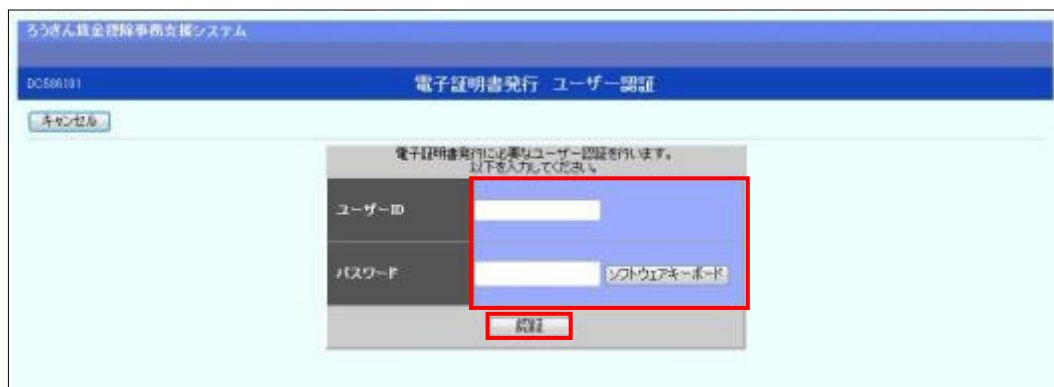 ろうきん賃金控除事務支援システム
DC586101
電子証明書発行 ユーザー認証
キャンセル
電子証明書発行に必要なユーザー認証を行います。
以下を入力してください。
ユーザーID
パスワード
ソフトウェアキーボード
認証